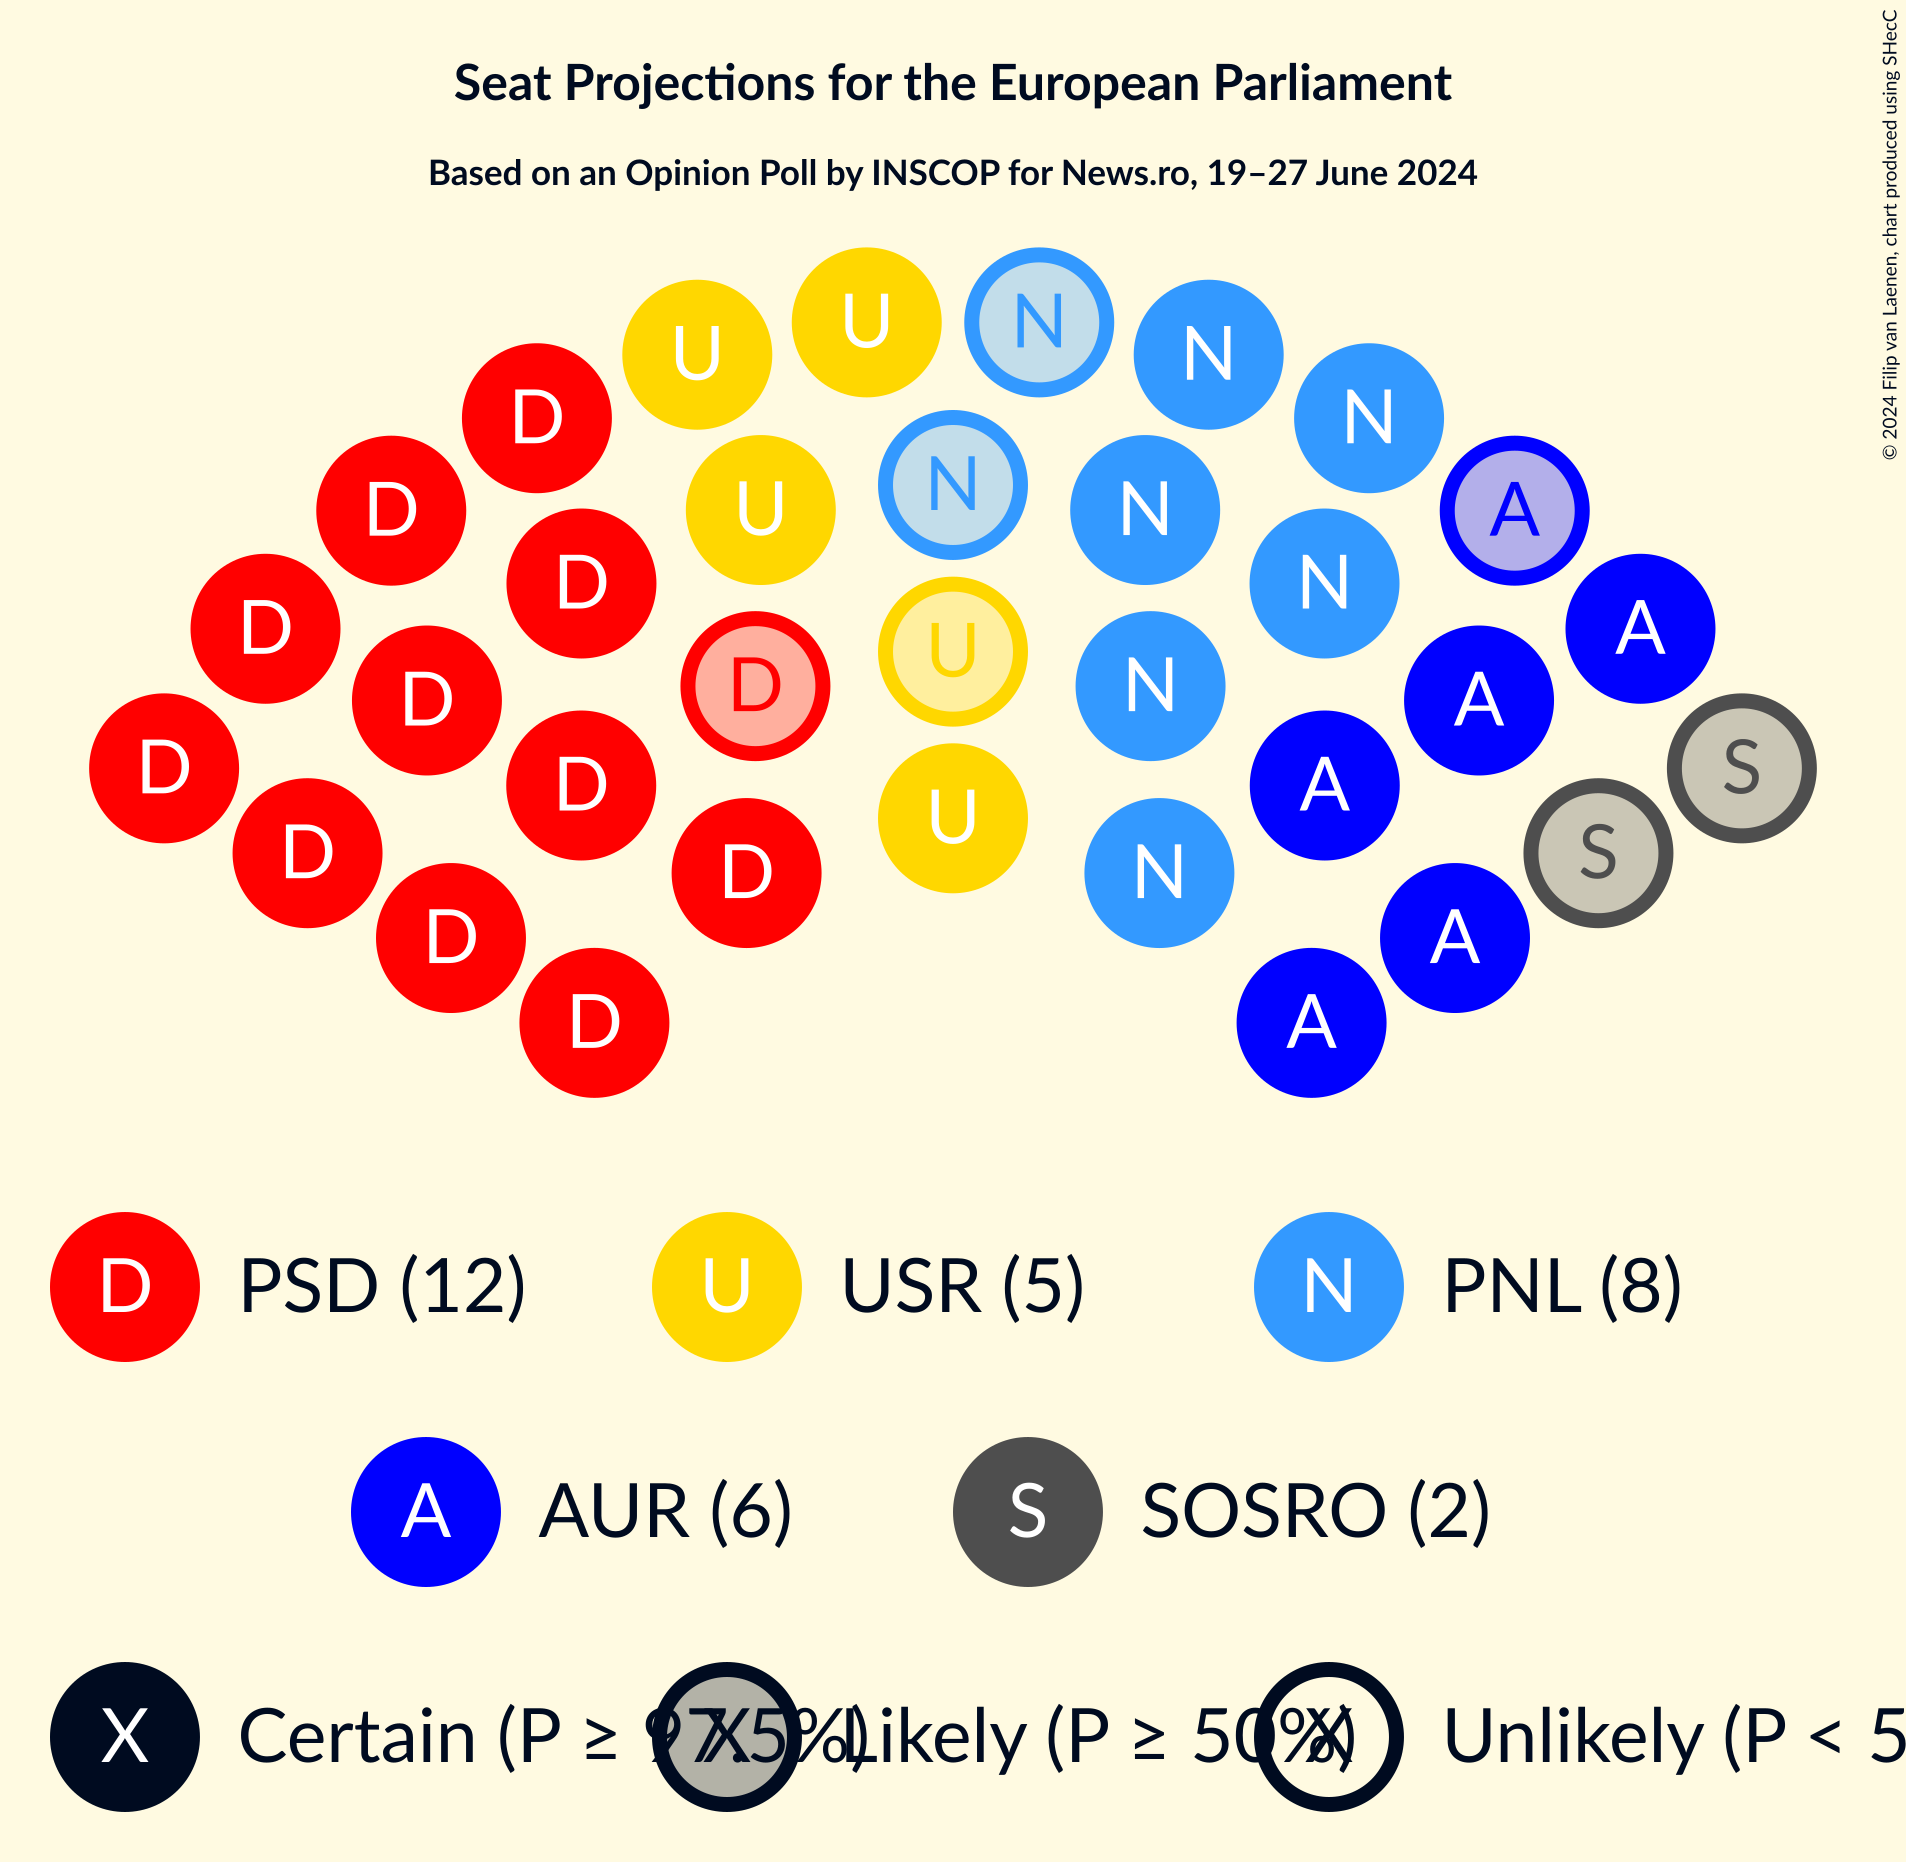 Seat Projections for the European Parliament
Based on an Opinion Poll by INSCOP for News.ro, 19–27 June 2024
© 2024 Filip van Laenen, chart produced using SHecC
U U N N
D N
U N N
D A
D N
U
D A
D D N
D A
D S
D A
U
D S
D N
D A
D A
D PSD (12) U USR (5) N PNL (8)
A AUR (6) S SOSRO (2)
X Certain (P ≥ 97.5%) X Likely (P ≥ 50%) X Unlikely (P < 5